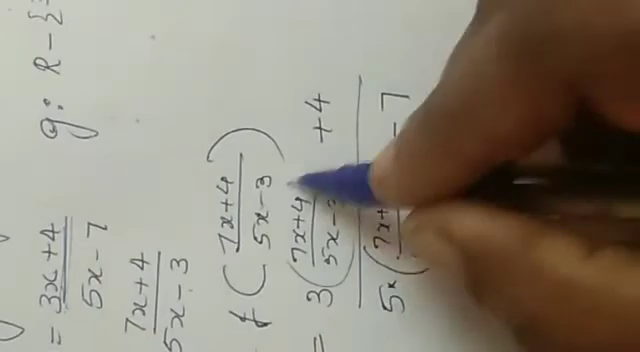 = 3x+4 / 5x-7 g: R-{
7x+4 / 5x-3
f(7x+4 / 5x-3)
= 3(7x+4 / 5x-3) + 4
5(7x+ - 7